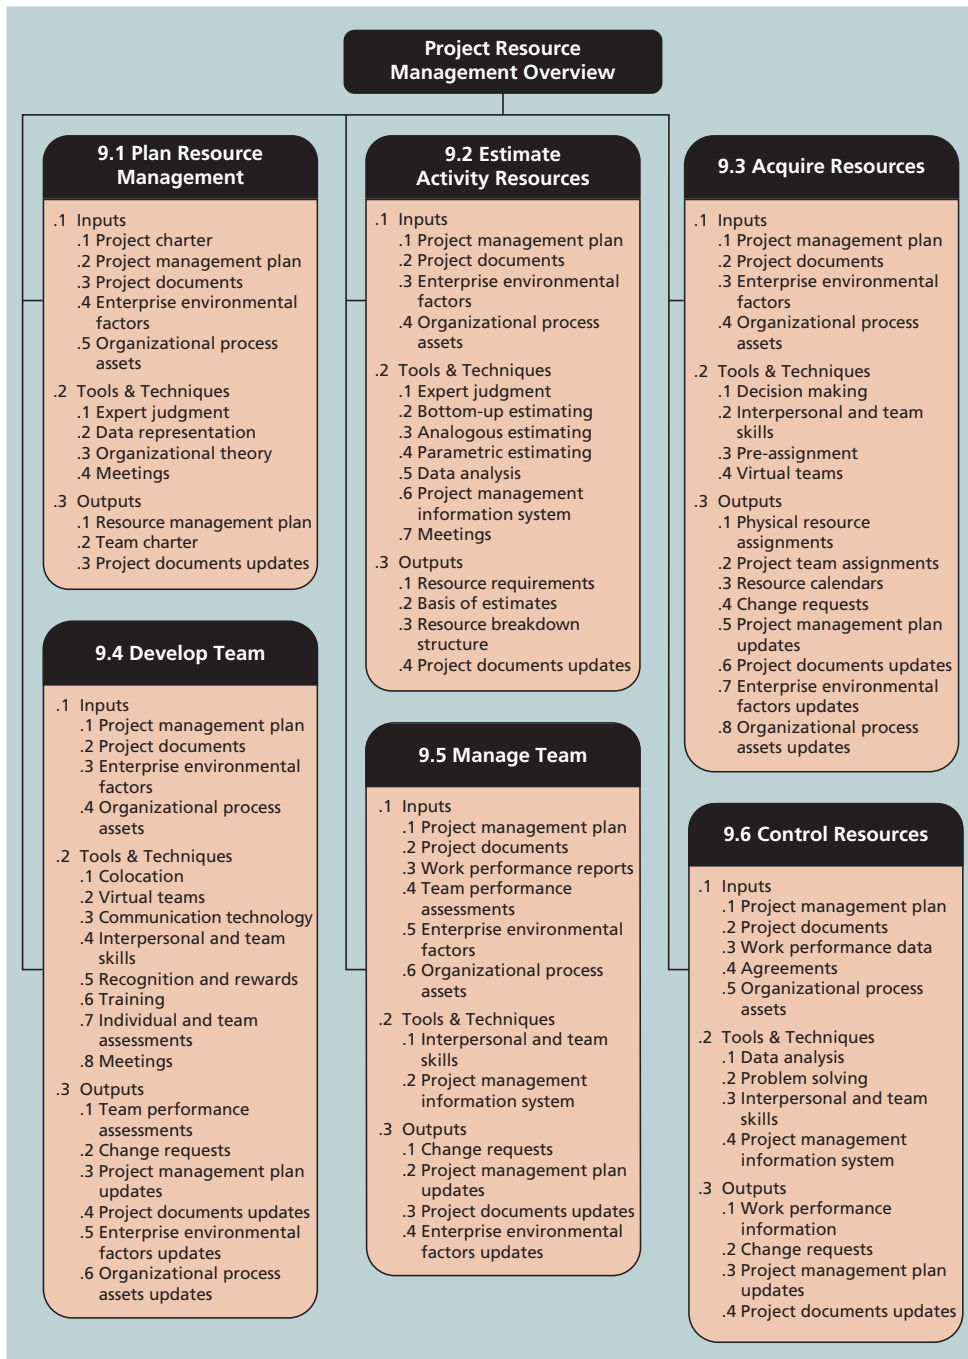 Project Resource
Management Overview
9.1 Plan Resource
Management
.1 Inputs
.1 Project charter
.2 Project management plan
.3 Project documents
.4 Enterprise environmental
factors
.5 Organizational process
assets
.2 Tools & Techniques
.1 Expert judgment
.2 Data representation
.3 Organizational theory
.4 Meetings
.3 Outputs
.1 Resource management plan
.2 Team charter
.3 Project documents updates
9.2 Estimate
Activity Resources
.1 Inputs
.1 Project management plan
.2 Project documents
.3 Enterprise environmental
factors
.4 Organizational process
assets
.2 Tools & Techniques
.1 Expert judgment
.2 Bottom-up estimating
.3 Analogous estimating
.4 Parametric estimating
.5 Data analysis
.6 Project management
information system
.7 Meetings
.3 Outputs
.1 Resource requirements
.2 Basis of estimates
.3 Resource breakdown
structure
.4 Project documents updates
9.3 Acquire Resources
.1 Inputs
.1 Project management plan
.2 Project documents
.3 Enterprise environmental
factors
.4 Organizational process
assets
.2 Tools & Techniques
.1 Decision making
.2 Interpersonal and team
skills
.3 Pre-assignment
.4 Virtual teams
.3 Outputs
.1 Physical resource
assignments
.2 Project team assignments
.3 Resource calendars
.4 Change requests
.5 Project management plan
updates
.6 Project documents updates
.7 Enterprise environmental
factors updates
.8 Organizational process
assets updates
9.4 Develop Team
.1 Inputs
.1 Project management plan
.2 Project documents
.3 Enterprise environmental
factors
.4 Organizational process
assets
.2 Tools & Techniques
.1 Colocation
.2 Virtual teams
.3 Communication technology
.4 Interpersonal and team
skills
.5 Recognition and rewards
.6 Training
.7 Individual and team
assessments
.8 Meetings
.3 Outputs
.1 Team performance
assessments
.2 Change requests
.3 Project management plan
updates
.4 Project documents updates
.5 Enterprise environmental
factors updates
.6 Organizational process
assets updates
9.5 Manage Team
.1 Inputs
.1 Project management plan
.2 Project documents
.3 Work performance reports
.4 Team performance
assessments
.5 Enterprise environmental
factors
.6 Organizational process
assets
.2 Tools & Techniques
.1 Interpersonal and team
skills
.2 Project management
information system
.3 Outputs
.1 Change requests
.2 Project management plan
updates
.3 Project documents updates
.4 Enterprise environmental
factors updates
9.6 Control Resources
.1 Inputs
.1 Project management plan
.2 Project documents
.3 Work performance data
.4 Agreements
.5 Organizational process
assets
.2 Tools & Techniques
.1 Data analysis
.2 Problem solving
.3 Interpersonal and team
skills
.4 Project management
information system
.3 Outputs
.1 Work performance
information
.2 Change requests
.3 Project management plan
updates
.4 Project documents updates